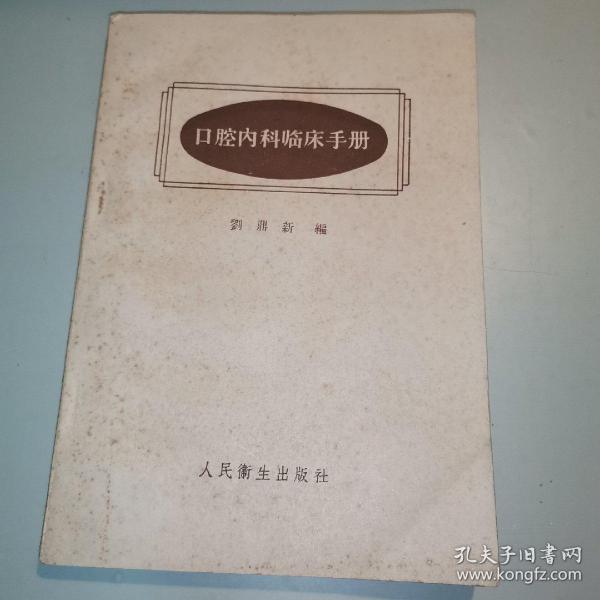 口腔内科临床手册
劉鼎新 編
人民衛生出版社
孔夫子旧书网
www.kongfz.com